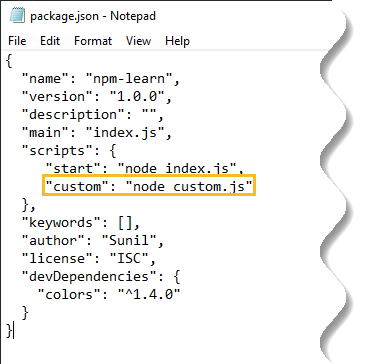 package.json - Notepad
File Edit Format View Help
{
"name": "npm-learn",
"version": "1.0.0",
"description": "",
"main": "index.js",
"scripts": {
"start": "node index.js",
"custom": "node custom.js"
},
"keywords": [],
"author": "Sunil",
"license": "ISC",
"devDependencies": {
"colors": "^1.4.0"
}
}